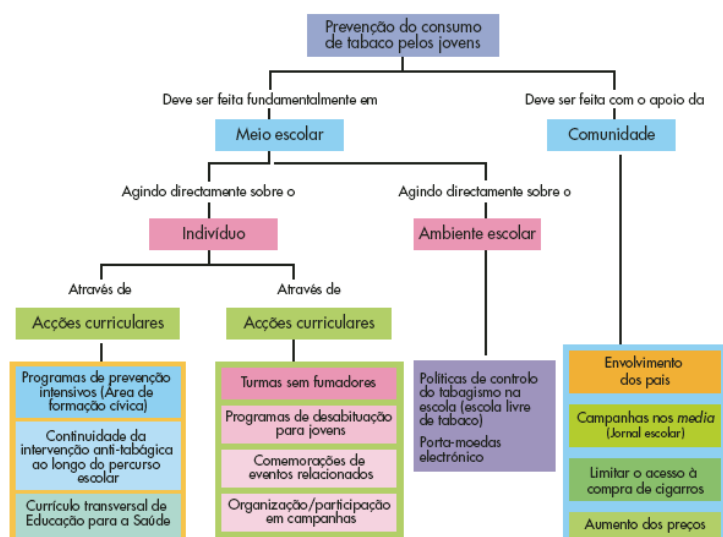 Prevenção do consumo
de tabaco pelos jovens
Deve ser feita fundamentalmente em
Deve ser feita com o apoio da
Meio escolar
Comunidade
Agindo directamente sobre o
Agindo directamente sobre o
Indivíduo
Ambiente escolar
Através de
Através de
Acções curriculares
Acções curriculares
Programas de prevenção
intensivos (Área de
formação cívica)
Continuidade da
intervenção anti-tabágica
ao longo do percurso
escolar
Currículo transversal de
Educação para a Saúde
Turmas sem fumadores
Programas de desabituação
para jovens
Comemorações de
eventos relacionados
Organização/participação
em campanhas
Políticas de controlo
do tabagismo na
escola (escola livre
de tabaco)
Porta-moedas
electrónico
Envolvimento
dos pais
Campanhas nos media
(Jornal escolar)
Limitar o acesso à
compra de cigarros
Aumento dos preços